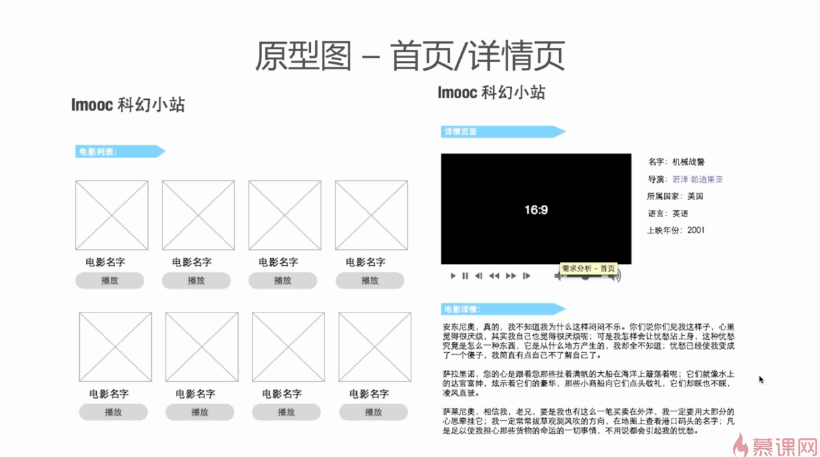 原型图 – 首页/详情页
Imooc 科幻小站
电影列表：
电影名字 电影名字 电影名字 电影名字
播放 播放 播放 播放
电影名字 电影名字 电影名字 电影名字
播放 播放 播放 播放
Imooc 科幻小站
详情页面
16:9
需求分析 - 首页
名字：机械战警
导演：若泽·帕迪里亚
所属国家：美国
语言：英语
上映年份：2001
电影详情：
安东尼奥，真的，我不知道我为什么这样闷闷不乐。你们说你们见我这样子，心里
觉得很厌烦，其实我自己也觉得很厌烦呢；可是我怎样会让忧愁沾上身，这种忧愁
究竟是怎么一种东西，它是从什么地方产生的，我却全不知道；忧愁已经使我变成
了一个傻子，我简直有点自己不了解自己了。
萨拉里诺，您的心是跟着您那些扯着满帆的大船在海洋上簸荡着呢；它们就像水上
的达官富绅，炫示着它们的豪华，那些小商船向它们点头敬礼，它们却睬也不睬，
凌风直驶。
萨莱尼奥，相信我，老兄，要是我也有这么一笔买卖在外洋，我一定要用大部分的
心思牵挂它；我一定常常拔草观测风吹的方向，在地图上查看港口码头的名字；凡
是足以使我担心那些货物的命运的一切事情，不用说都会引起我的忧愁。
慕课网